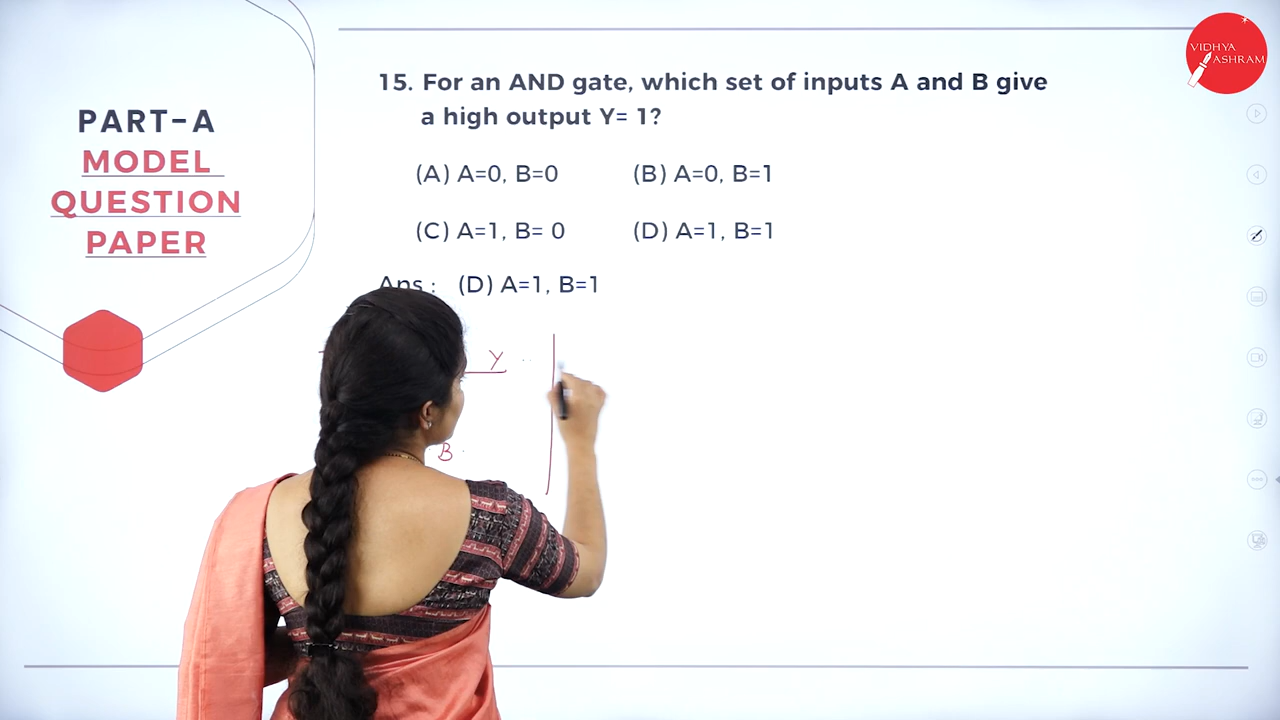 VIDHYA
ASHRAM
PART-A
MODEL
QUESTION
PAPER
15. For an AND gate, which set of inputs A and B give
a high output Y= 1?
(A) A=0, B=0 (B) A=0, B=1
(C) A=1, B= 0 (D) A=1, B=1
Ans : (D) A=1, B=1
Y
B